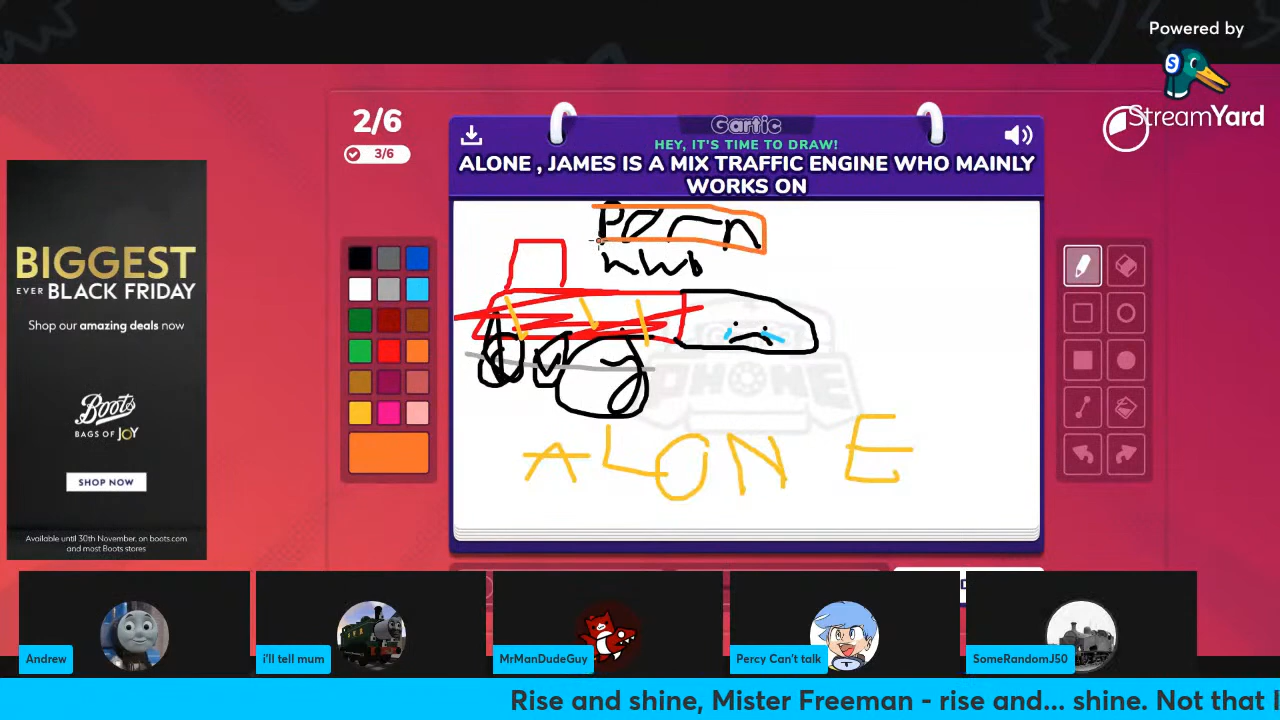 Powered by
StreamYard
2/6
3/6
Gartic
HEY, IT'S TIME TO DRAW!
ALONE , JAMES IS A MIX TRAFFIC ENGINE WHO MAINLY
WORKS ON
PHONE
ALONE
BIGGEST
EVER BLACK FRIDAY
Shop our amazing deals now
Boots
BAGS OF JOY
SHOP NOW
Available until 30th November. on boots.com
and most Boots stores
Andrew
i'll tell mum
MrManDudeGuy
Percy Can't talk
SomeRandomJ50
Rise and shine, Mister Freeman - rise and... shine. Not that